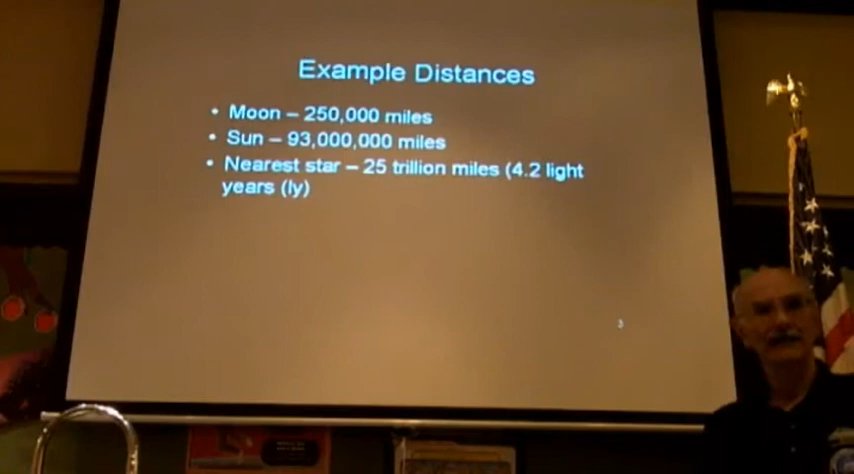 Example Distances
• Moon – 250,000 miles
• Sun – 93,000,000 miles
• Nearest star – 25 trillion miles (4.2 light
years (ly)
3